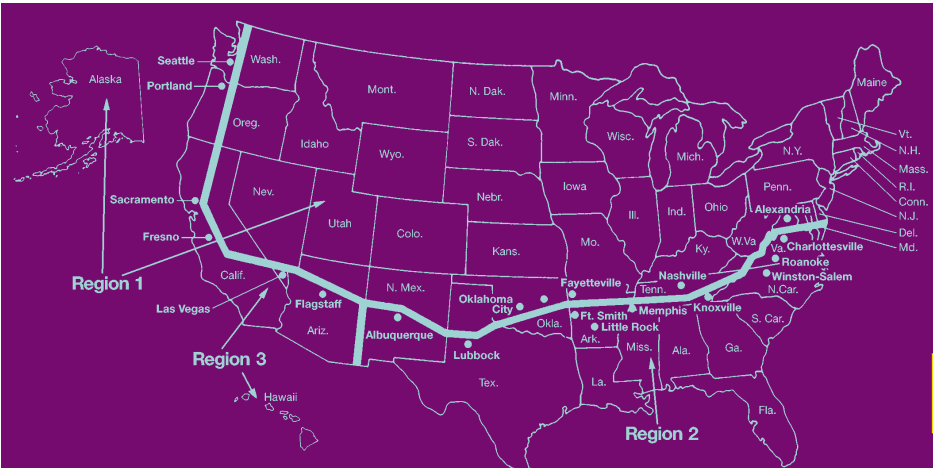 Alaska
Seattle
Wash.
Portland
Oreg.
Idaho
Mont.
N. Dak.
Minn.
S. Dak.
Wisc.
Mich.
Wyo.
Nebr.
Iowa
Maine
Vt.
N.H.
N.Y.
Mass.
R.I.
Conn.
Penn.
N.J.
Del.
Md.
Nev.
Utah
Colo.
Kans.
Mo.
Ill.
Ind.
Ohio
W.Va
Alexandria
Va.
Charlottesville
Roanoke
Winston-Salem
N.Car.
Ky.
Nashville
Tenn.
Knoxville
Memphis
Sacramento
Fresno
Calif.
Region 1
Las Vegas
Flagstaff
Ariz.
N. Mex.
Albuquerque
Oklahoma
City
Okla.
Fayetteville
Ft. Smith
Little Rock
Ark.
Lubbock
Tex.
La.
Miss.
Ala.
Ga.
S. Car.
Fla.
Region 3
Hawaii
Region 2